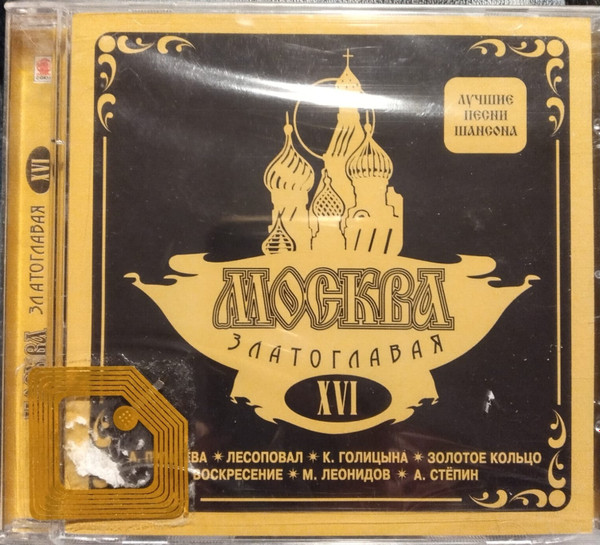 ЛУЧШИЕ
ПЕСНИ
ШАНСОНА
МОСКВА
ЗЛАТОГЛАВАЯ
XVI
ЛЕСОПОВАЛ * К. ГОЛИЦЫНА * ЗОЛОТОЕ КОЛЬЦО
ВОСКРЕСЕНИЕ * М. ЛЕОНИДОВ * А. СТЁПИН
ЗЛАТОГЛАВАЯ XVI